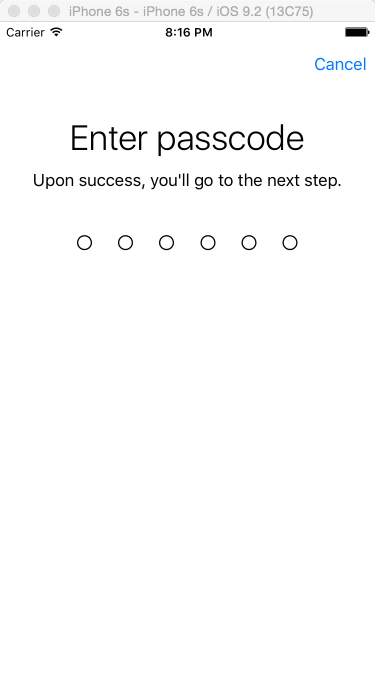 iPhone 6s - iPhone 6s / iOS 9.2 (13C75)
Carrier 8:16 PM
Cancel
Enter passcode
Upon success, you'll go to the next step.